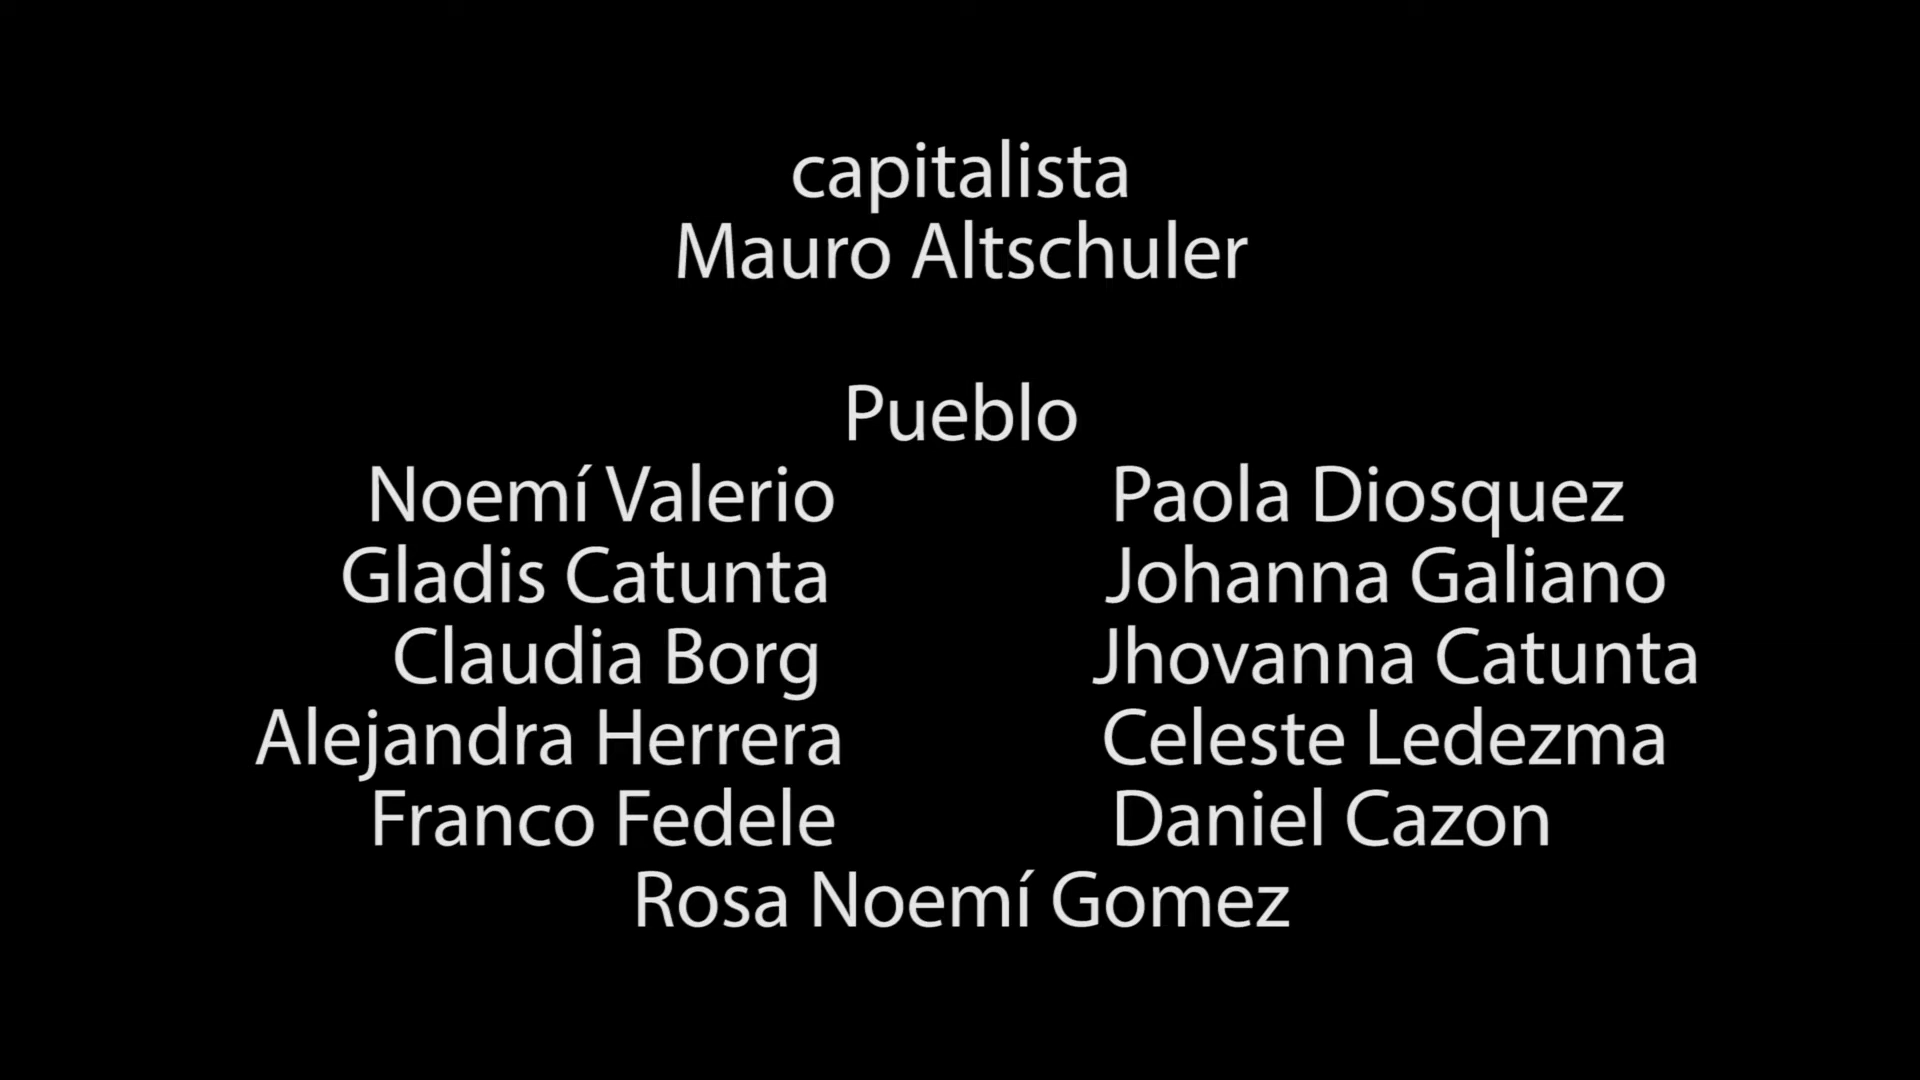 capitalista
Mauro Altschuler
Pueblo
Noemí Valerio Paola Diosquez
Gladis Catunta Johanna Galiano
Claudia Borg Jhovanna Catunta
Alejandra Herrera Celeste Ledezma
Franco Fedele Daniel Cazon
Rosa Noemí Gomez